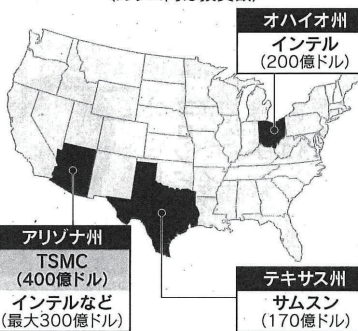 オハイオ州
インテル
(200億ドル)
アリゾナ州
TSMC
(400億ドル)
インテルなど
(最大300億ドル)
テキサス州
サムスン
(170億ドル)